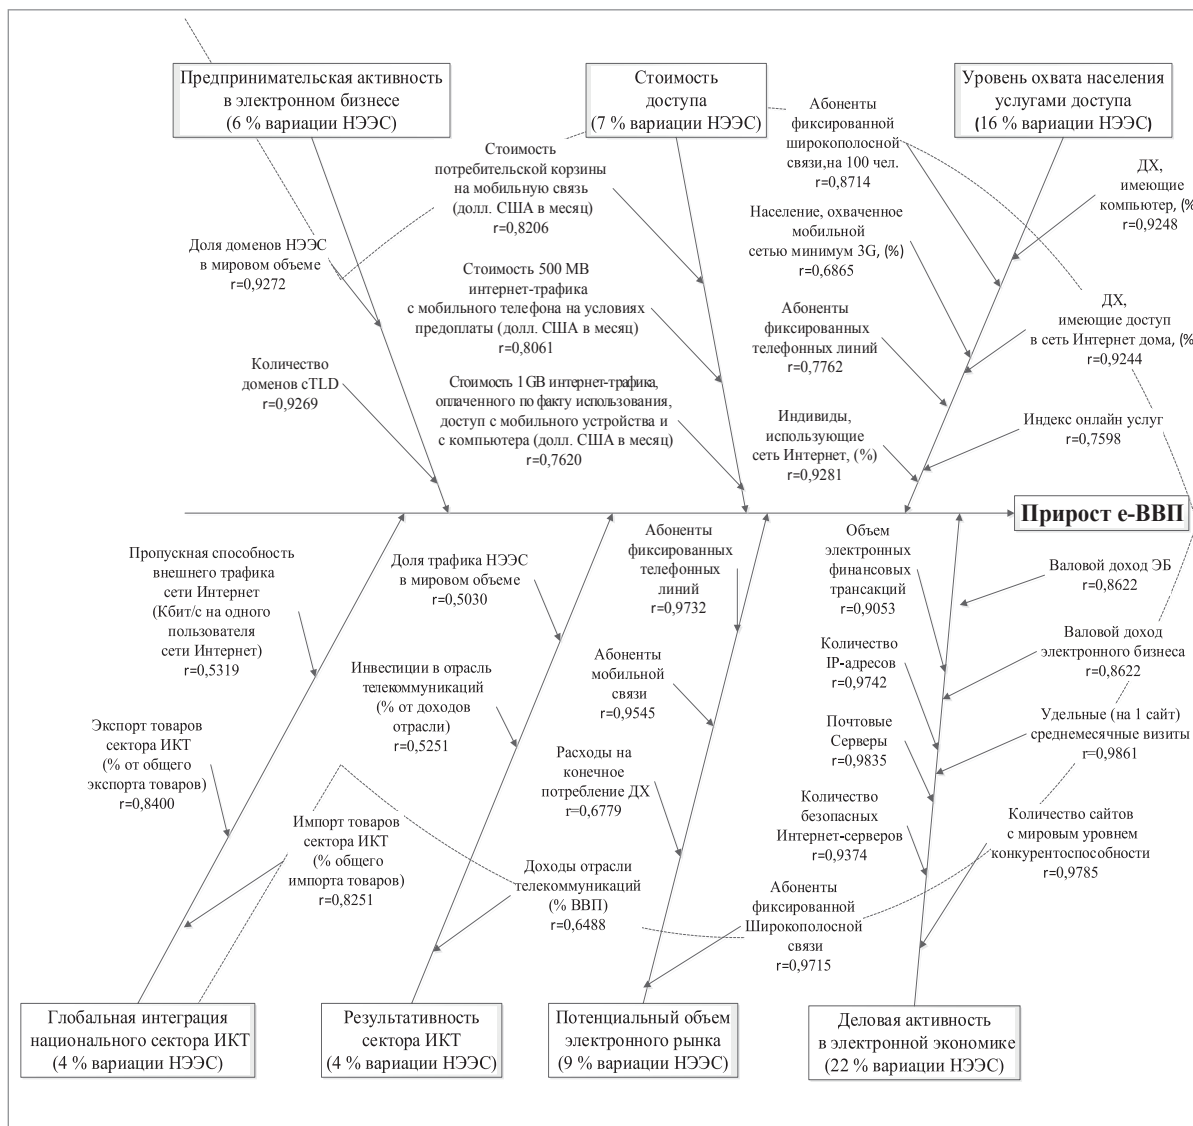 Предпринимательская активность
в электронном бизнесе
(6 % вариации НЭЭС)
Стоимость
доступа
(7 % вариации НЭЭС)
Уровень охвата населения
услугами доступа
(16 % вариации НЭЭС)
Доля доменов НЭЭС
в мировом объеме
r=0,9272
Количество
доменов cTLD
r=0,9269
Стоимость
потребительской корзины
на мобильную связь
(долл. США в месяц)
r=0,8206
Стоимость 500 MB
интернет-трафика
с мобильного телефона на условиях
предоплаты (долл. США в месяц)
r=0,8061
Стоимость 1GB интернет-трафика,
оплаченного по факту использования,
доступ с мобильного устройства и
с компьютера (долл. США в месяц)
r=0,7620
Абоненты
фиксированной
широкополосной
связи,на 100 чел.
r=0,8714
Население, охваченное
мобильной
сетью минимум 3G, (%)
r=0,6865
Абоненты
фиксированных
телефонных линий
r=0,7762
Индивиды,
использующие
сеть Интернет, (%)
r=0,9281
ДХ,
имеющие
компьютер, (%
r=0,9248
ДХ,
имеющие доступ
в сеть Интернет дома, (%
r=0,9244
Индекс онлайн услуг
r=0,7598
Прирост е-ВВП
Пропускная способность
внешнего трафика
сети Интернет
(Кбит/с на одного
пользователя
сети Интернет)
r=0,5319
Экспорт товаров
сектора ИКТ
(% от общего
экспорта товаров)
r=0,8400
Импорт товаров
сектора ИКТ
(% общего
импорта товаров)
r=0,8251
Доля трафика НЭЭС
в мировом объеме
r=0,5030
Инвестиции в отрасль
телекоммуникаций
(% от доходов
отрасли)
r=0,5251
Доходы отрасли
телекоммуникаций
(% ВВП)
r=0,6488
Абоненты
фиксированных
телефонных
линий
r=0,9732
Абоненты
мобильной
связи
r=0,9545
Расходы на
конечное
потребление ДХ
r=0,6779
Абоненты
фиксированной
Широкополосной
связи
r=0,9715
Объем
электронных
финансовых
трансакций
r=0,9053
Количество
IP-адресов
r=0,9742
Почтовые
Серверы
r=0,9835
Количество
безопасных
Интернет-серверов
r=0,9374
Валовой доход ЭБ
r=0,8622
Валовой доход
электронного бизнеса
r=0,8622
Удельные (на 1 сайт)
среднемесячные визиты
r=0,9861
Количество сайтов
с мировым уровнем
конкурентоспособности
r=0,9785
Глобальная интеграция
национального сектора ИКТ
(4 % вариации НЭЭС)
Результативность
сектора ИКТ
(4 % вариации НЭЭС)
Потенциальный объем
электронного рынка
(9 % вариации НЭЭС)
Деловая активность
в электронной экономике
(22 % вариации НЭЭС)